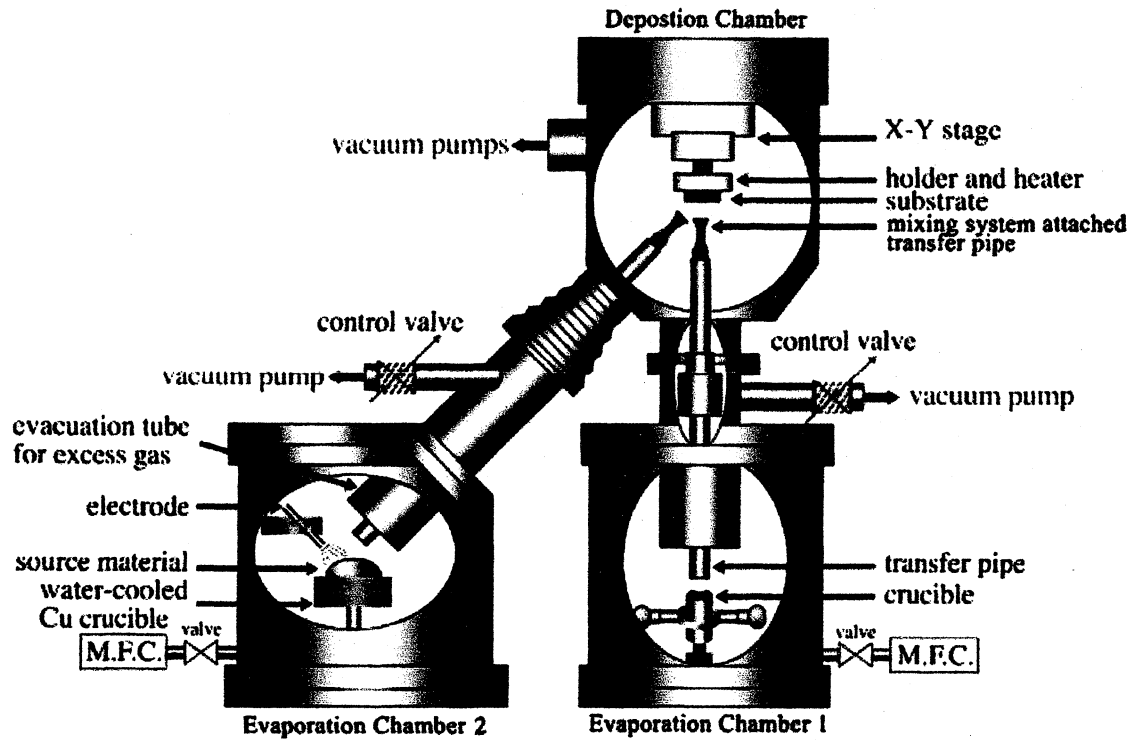 Depostion Chamber
vacuum pumps
X-Y stage
holder and heater
substrate
mixing system attached
transfer pipe
control valve
vacuum pump
control valve
vacuum pump
evacuation tube
for excess gas
electrode
source material
water-cooled
Cu crucible
valve
M.F.C.
transfer pipe
crucible
valve
M.F.C.
Evaporation Chamber 2
Evaporation Chamber 1